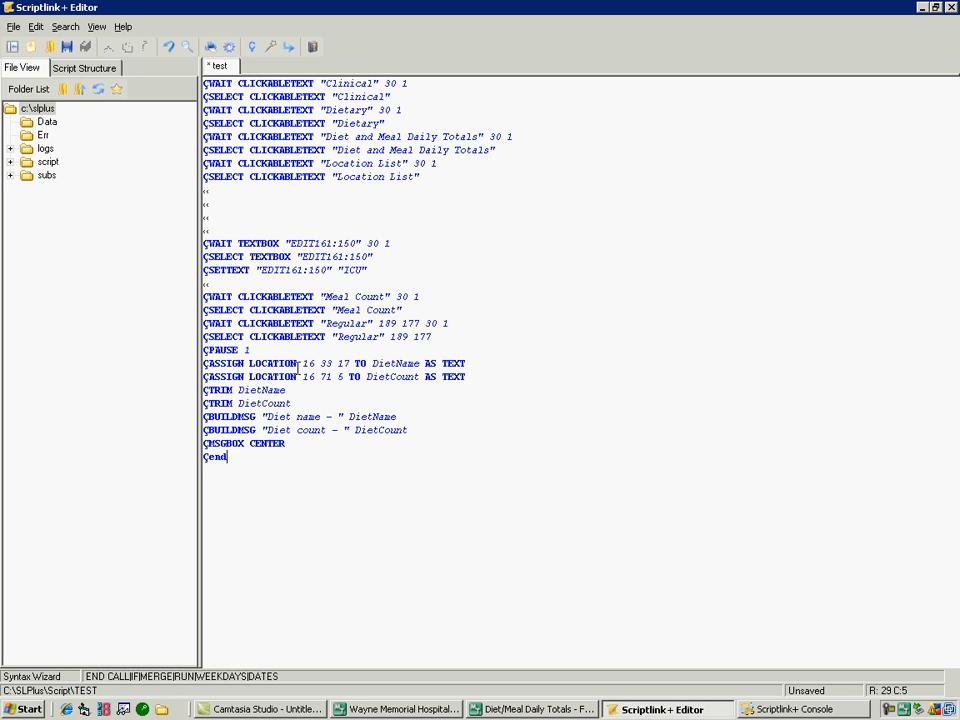 Scriptlink+ Editor
File Edit Search View Help
File View Script Structure
* test
Folder List
c:\slplus
Data
Err
logs
script
subs
ÇWAIT CLICKABLETEXT "Clinical" 30 1
ÇSELECT CLICKABLETEXT "Clinical"
ÇWAIT CLICKABLETEXT "Dietary" 30 1
ÇSELECT CLICKABLETEXT "Dietary"
ÇWAIT CLICKABLETEXT "Diet and Meal Daily Totals" 30 1
ÇSELECT CLICKABLETEXT "Diet and Meal Daily Totals"
ÇWAIT CLICKABLETEXT "Location List" 30 1
ÇSELECT CLICKABLETEXT "Location List"
‹‹
‹‹
‹‹
‹‹
ÇWAIT TEXTBOX "EDIT161:150" 30 1
ÇSELECT TEXTBOX "EDIT161:150"
ÇSETTEXT "EDIT161:150" "ICU"
‹‹
ÇWAIT CLICKABLETEXT "Meal Count" 30 1
ÇSELECT CLICKABLETEXT "Meal Count"
ÇWAIT CLICKABLETEXT "Regular" 189 177 30 1
ÇSELECT CLICKABLETEXT "Regular" 189 177
ÇPAUSE 1
ÇASSIGN LOCATION 16 33 17 TO DietName AS TEXT
ÇASSIGN LOCATION 16 71 5 TO DietCount AS TEXT
ÇTRIM DietName
ÇTRIM DietCount
ÇBUILDMSG "Diet name - " DietName
ÇBUILDMSG "Diet count - " DietCount
ÇMSGBOX CENTER
Çend
Syntax Wizard END CALL|IF|MERGE|RUN|WEEKDAYS|DATES
C:\SLPlus\Script\TEST Unsaved R: 29 C:5
Start Camtasia Studio - Untitle... Wayne Memorial Hospital... Diet/Meal Daily Totals - F... Scriptlink+ Editor Scriptlink+ Console